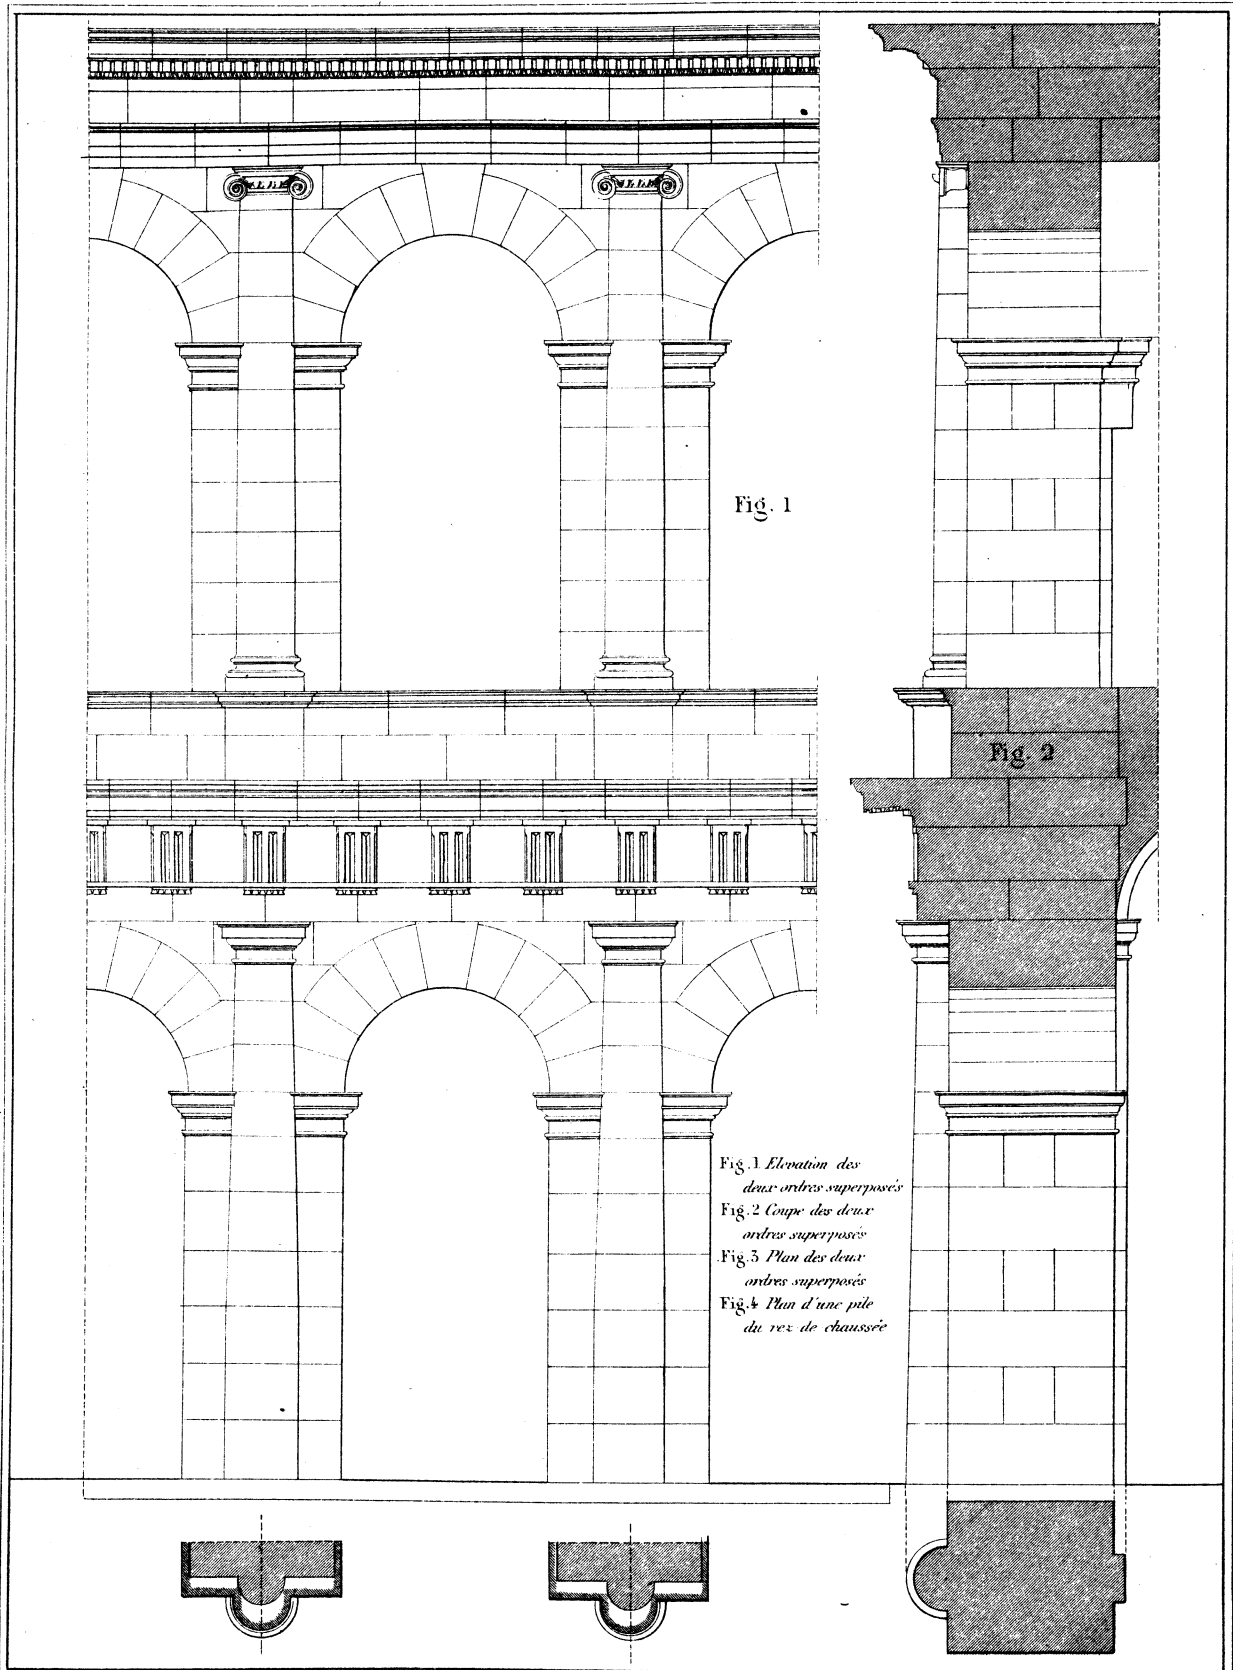 Fig. 1
Fig. 2
Fig. 1 Elevation des
deux ordres superposés
Fig. 2 Coupe des deux
ordres superposés
Fig. 3 Plan des deux
ordres superposés
Fig. 4 Plan d'une pile
du rez de chaussée